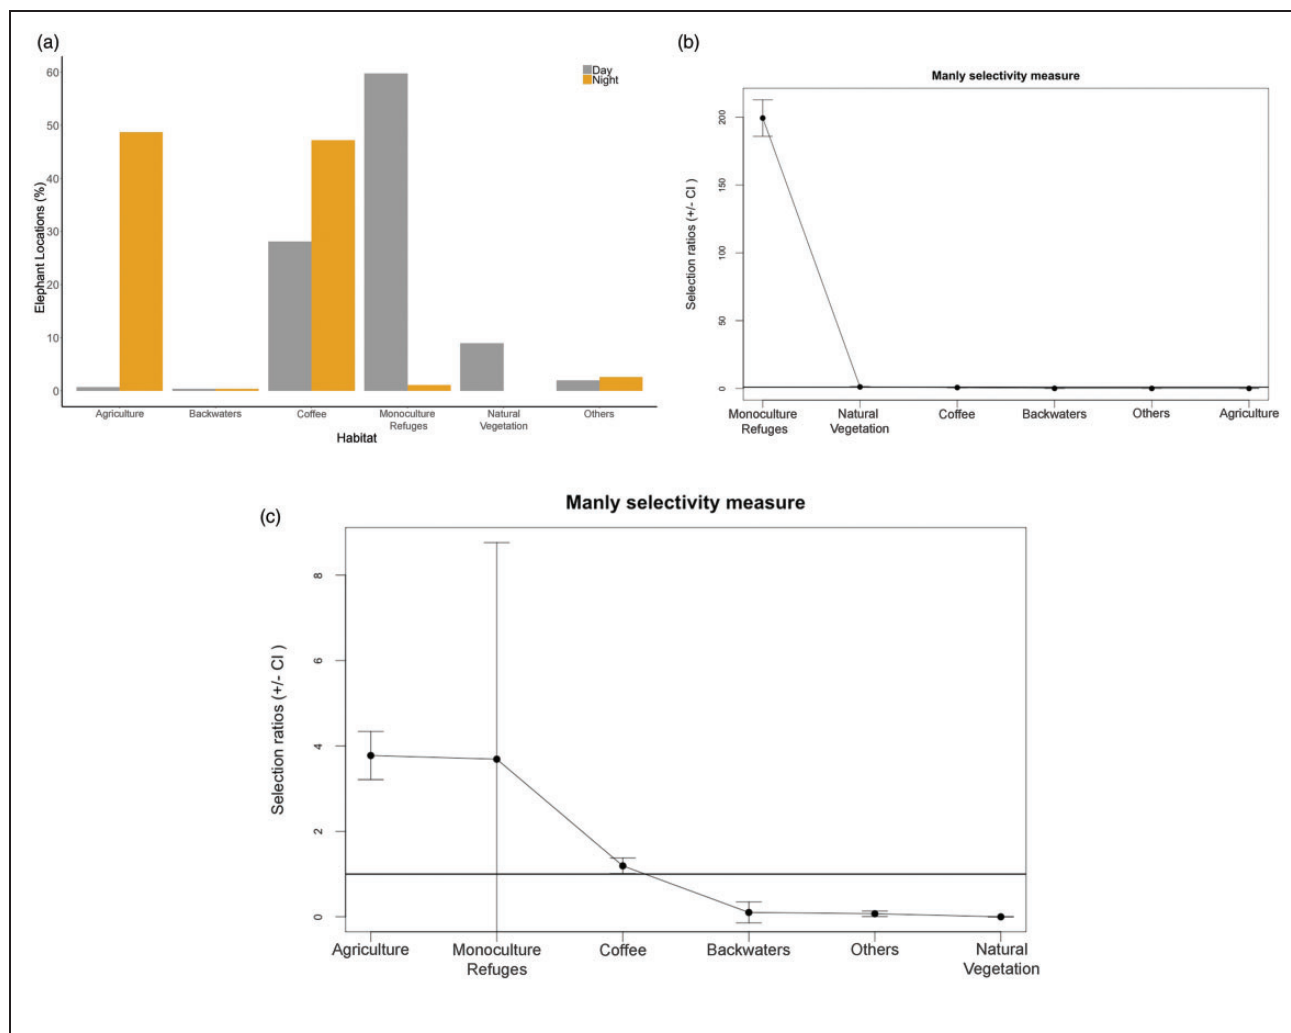 (a)
Day
Night
60
50
40
30
20
10
0
Elephant Locations (%)
Agriculture
Backwaters
Coffee
Monoculture
Refuges
Natural
Vegetation
Others
Habitat
(b)
Manly selectivity measure
200
150
100
50
0
Selection ratios (+/- CI )
Monoculture
Refuges
Natural
Vegetation
Coffee
Backwaters
Others
Agriculture
(c)
Manly selectivity measure
8
6
4
2
0
Selection ratios (+/- CI )
Agriculture
Monoculture
Refuges
Coffee
Backwaters
Others
Natural
Vegetation